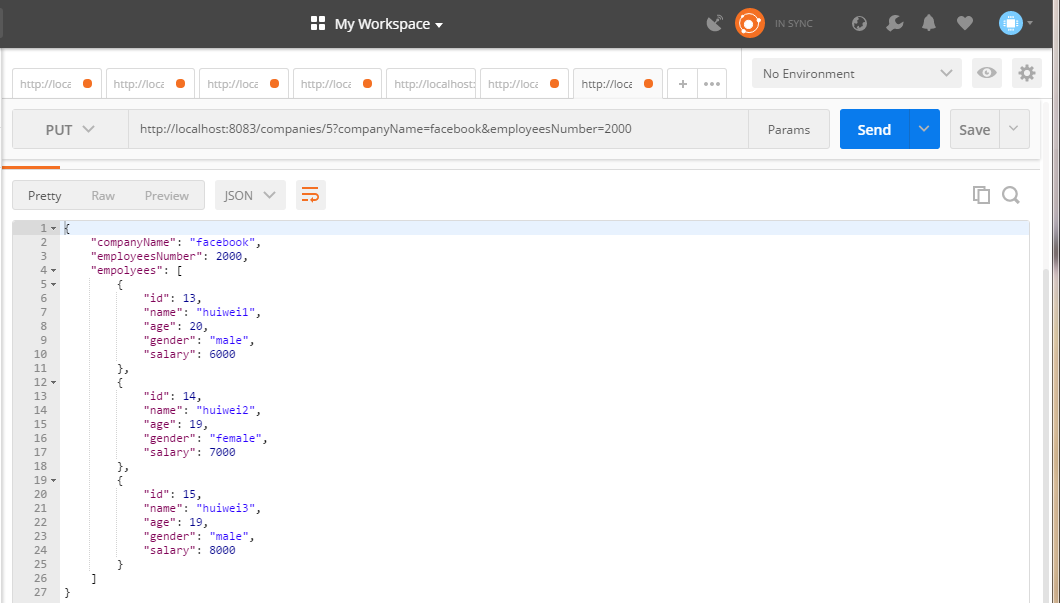 My Workspace
IN SYNC
http://loca http://loca http://loca http://loca http://localhost: http://loca http://loca + ••• No Environment
PUT http://localhost:8083/companies/5?companyName=facebook&employeesNumber=2000 Params Send Save
Pretty Raw Preview JSON
1 {
2 "companyName": "facebook",
3 "employeesNumber": 2000,
4 "empolyees": [
5 {
6 "id": 13,
7 "name": "huiwei1",
8 "age": 20,
9 "gender": "male",
10 "salary": 6000
11 },
12 {
13 "id": 14,
14 "name": "huiwei2",
15 "age": 19,
16 "gender": "female",
17 "salary": 7000
18 },
19 {
20 "id": 15,
21 "name": "huiwei3",
22 "age": 19,
23 "gender": "male",
24 "salary": 8000
25 }
26 ]
27 }